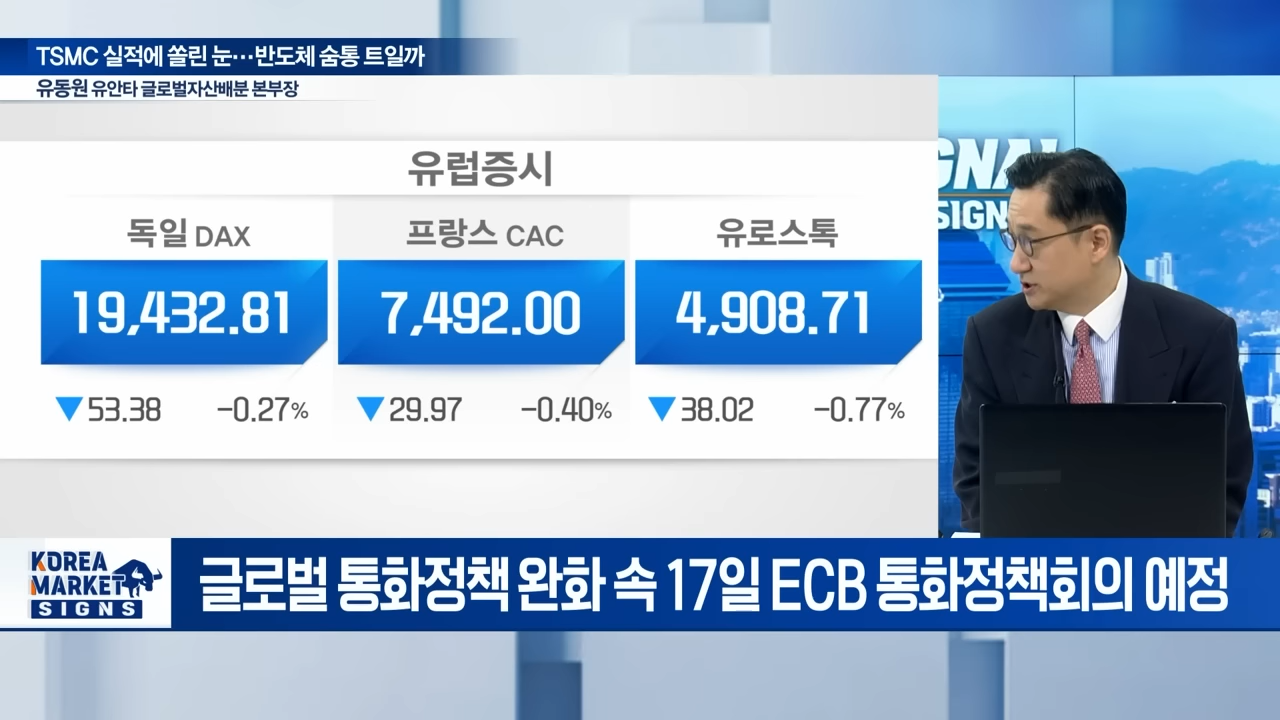 TSMC 실적에 쏠린 눈…반도체 숨통 트일까
유동원 유안타 글로벌자산배분 본부장
유럽증시
독일 DAX
프랑스 CAC
유로스톡
19,432.81
7,492.00
4,908.71
▼53.38 -0.27%
▼29.97 -0.40%
▼38.02 -0.77%
SIGN
KOREA
MARKET
SIGNS
글로벌 통화정책 완화 속 17일 ECB 통화정책회의 예정